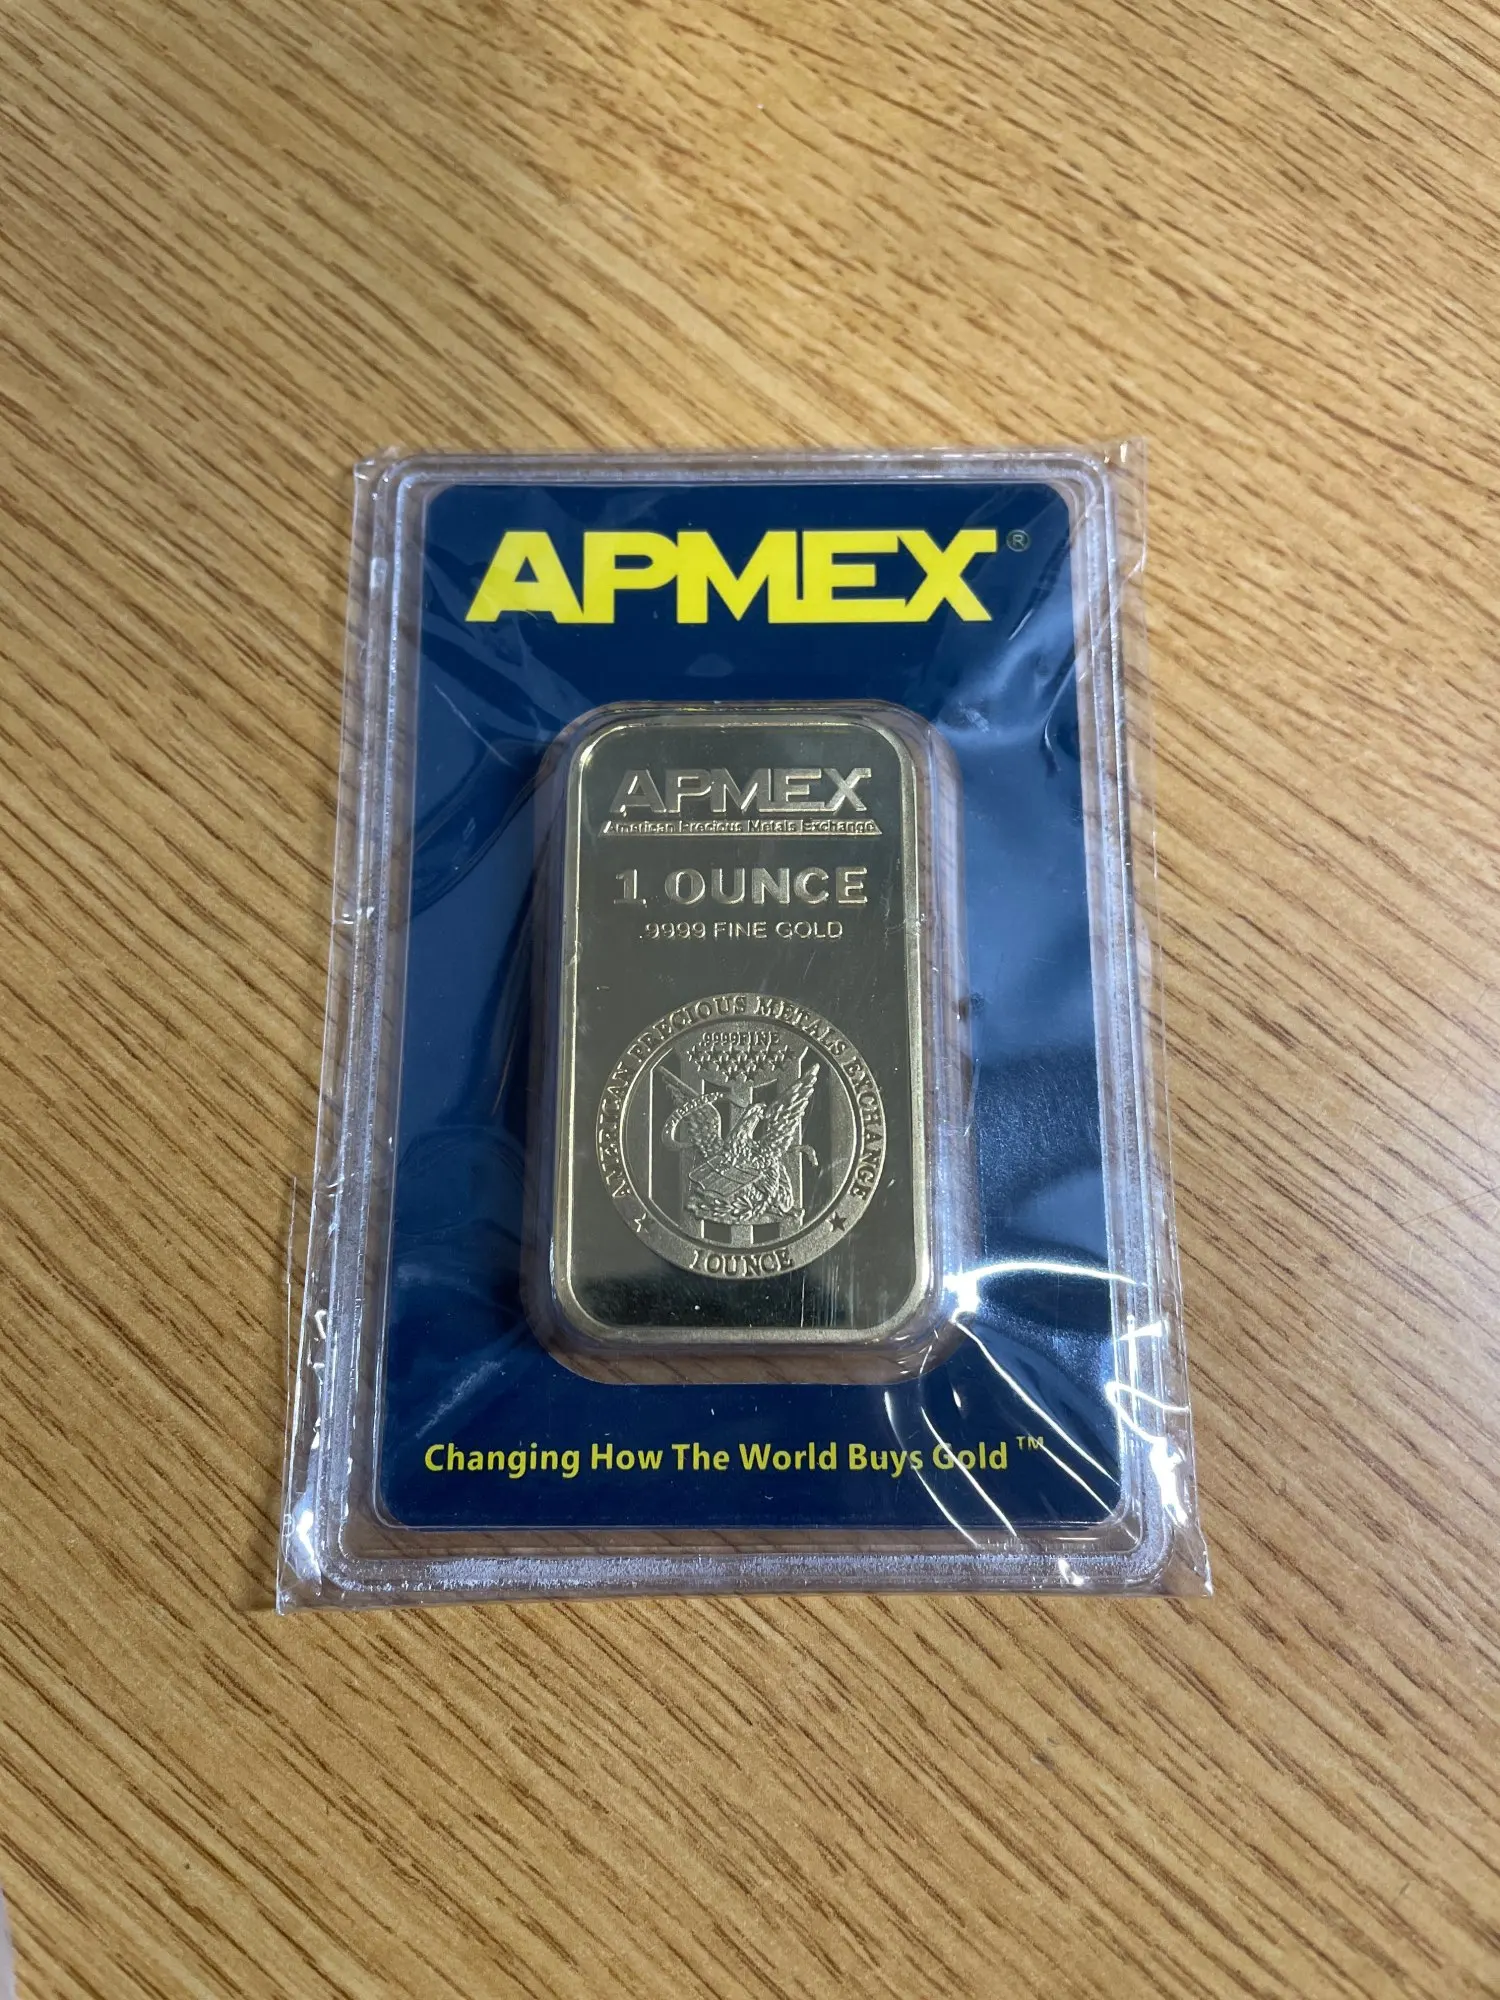 APMEX®
APMEX
American Precious Metals Exchange
1 OUNCE
.9999 FINE GOLD
AMERICAN PRECIOUS METALS EXCHANGE
.9999FINE
1 OUNCE
Changing How The World Buys Gold™